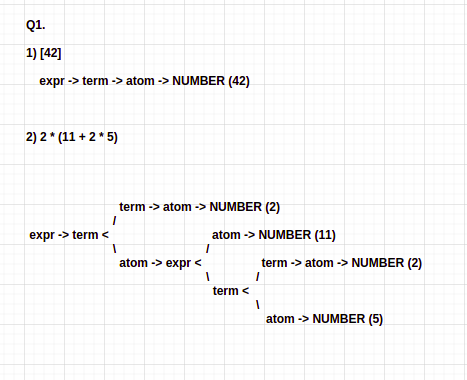 Q1.
1) [42]
expr -> term -> atom -> NUMBER (42)
2) 2 * (11 + 2 * 5)
term -> atom -> NUMBER (2)
/
expr -> term < atom -> NUMBER (11)
\ /
atom -> expr < term -> atom -> NUMBER (2)
\ /
term <
\
atom -> NUMBER (5)